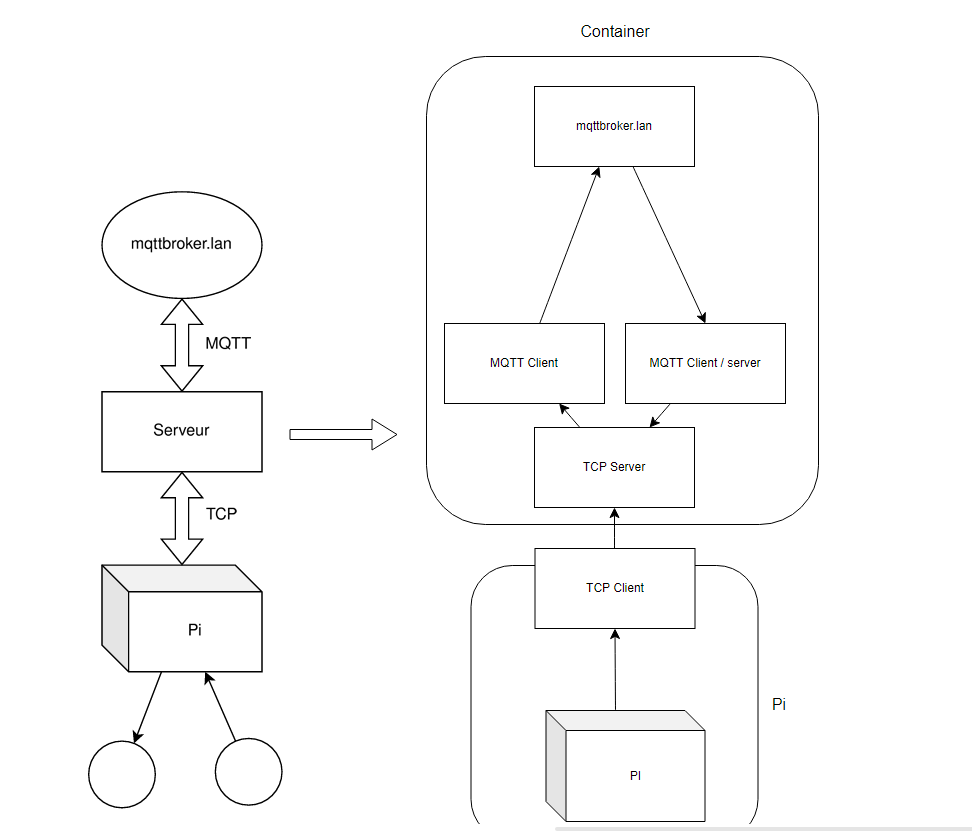 Container
mqttbroker.lan
mqttbroker.lan
MQTT
MQTT Client
MQTT Client / server
Serveur
TCP Server
TCP
TCP Client
Pi
Pi
PI